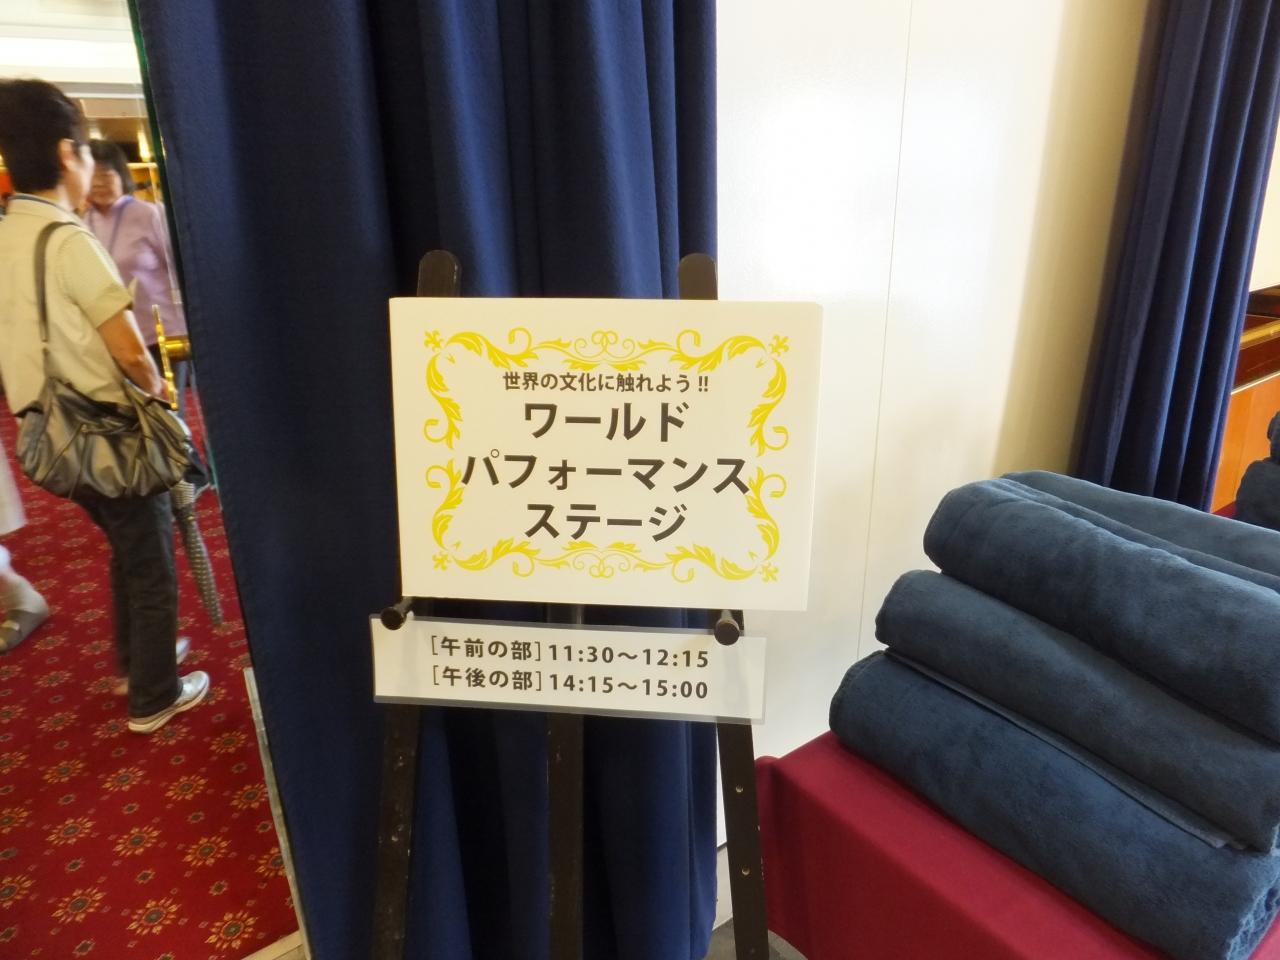 世界の文化に触れよう!!
ワールド
パフォーマンス
ステージ
[午前の部]11:30〜12:15
[午後の部]14:15〜15:00